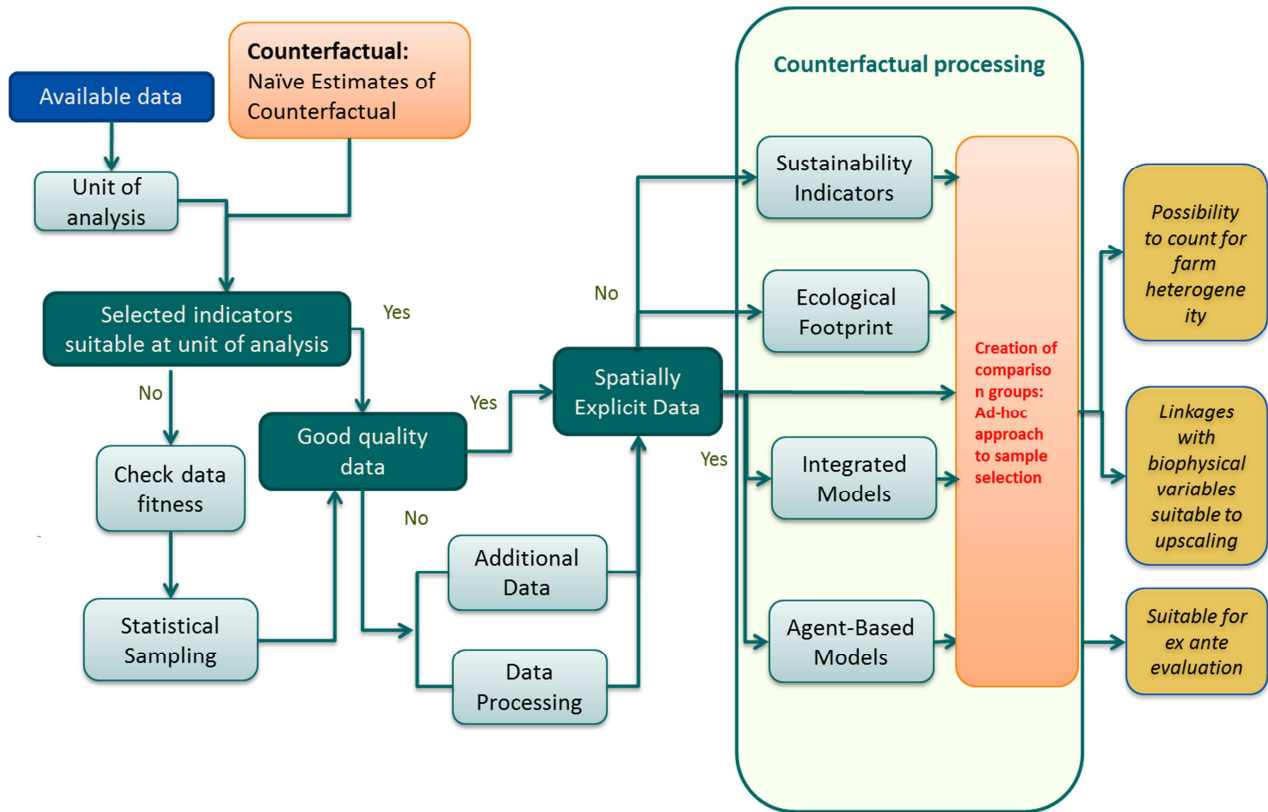 Counterfactual:
Naïve Estimates of
Counterfactual
Available data
Unit of
analysis
Selected indicators
suitable at unit of analysis
Yes
No
Check data
fitness
Statistical
Sampling
Good quality
data
Yes
No
Additional
Data
Data
Processing
Spatially
Explicit Data
No
Yes
Counterfactual processing
Sustainability
Indicators
Ecological
Footprint
Integrated
Models
Agent-Based
Models
Creation of
compariso
n groups:
Ad-hoc
approach
to sample
selection
Possibility
to count for
farm
heterogene
ity
Linkages
with
biophysical
variables
suitable to
upscaling
Suitable for
ex ante
evaluation